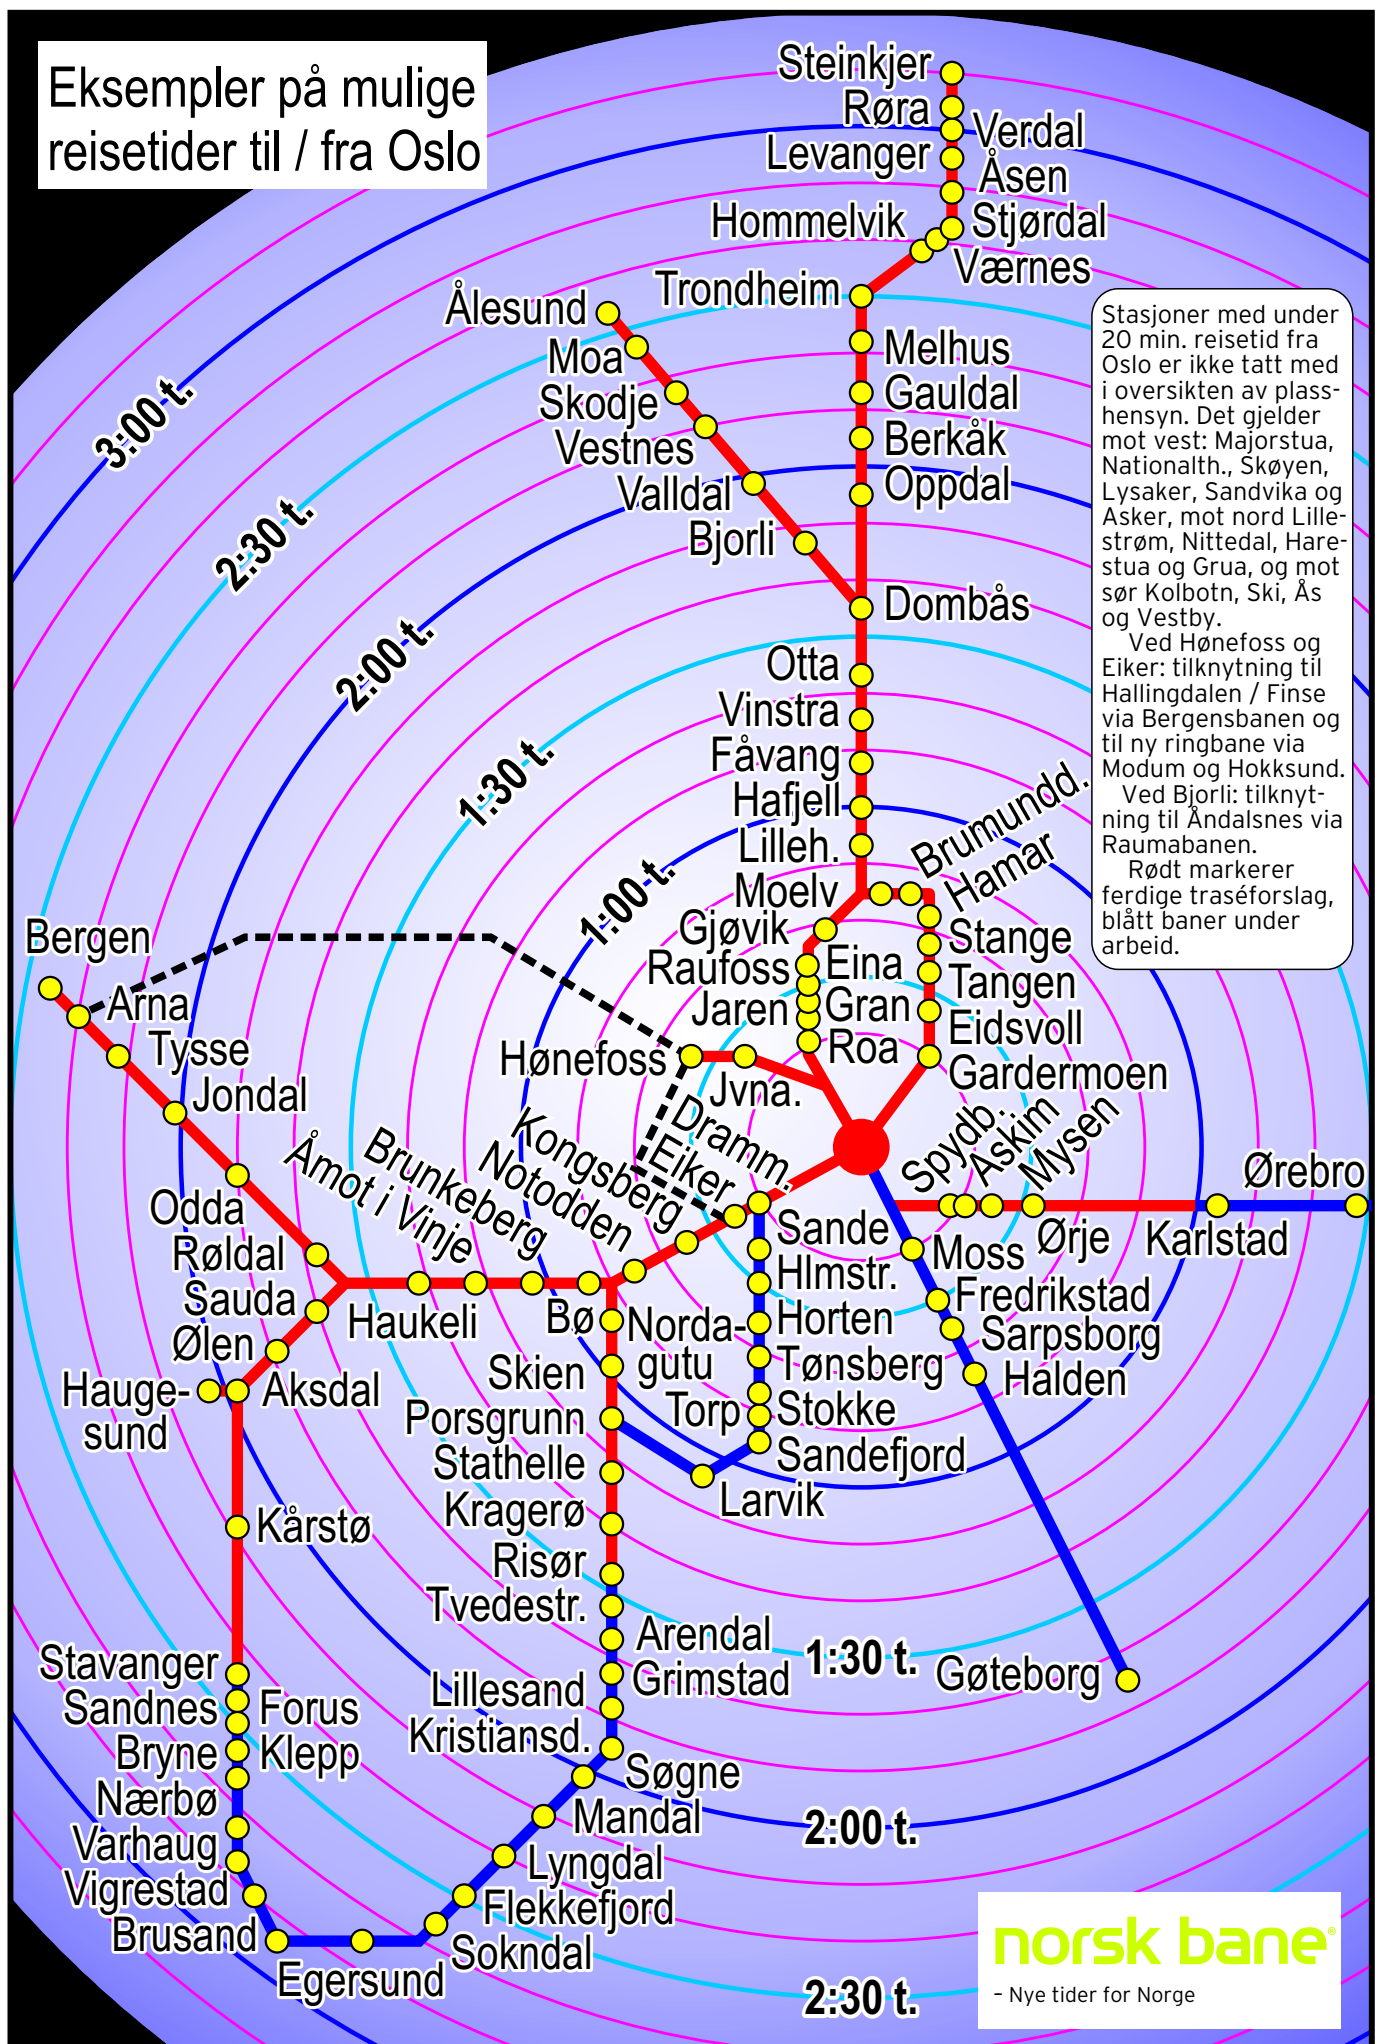 Eksempler på mulige
reisetider til / fra Oslo
Steinkjer
Røra
Verdal
Levanger
Åsen
Hommelvik
Stjørdal
Værnes
Trondheim
Ålesund
Moa
Melhus
Skodje
Gauldal
Vestnes
Berkåk
Valldal
Oppdal
Bjorli
Dombås
Otta
Vinstra
Fåvang
Hafjell
Lilleh.
Brumundd.
Hamar
Moelv
Gjøvik
Stange
Raufoss
Eina
Tangen
Jaren
Gran
Eidsvoll
Roa
Gardermoen
Hønefoss
Jvna.
3:00 t.
2:30 t.
2:00 t.
1:30 t.
1:00 t.
Stasjoner med under
20 min. reisetid fra
Oslo er ikke tatt med
i oversikten av plass-
hensyn. Det gjelder
mot vest: Majorstua,
Nationalth., Skøyen,
Lysaker, Sandvika og
Asker, mot nord Lille-
strøm, Nittedal, Hare-
stua og Grua, og mot
sør Kolbotn, Ski, Ås
og Vestby.
Ved Hønefoss og
Eiker: tilknytning til
Hallingdalen / Finse
via Bergensbanen og
til ny ringbane via
Modum og Hokksund.
Ved Bjorli: tilknyt-
ning til Åndalsnes via
Raumabanen.
Rødt markerer
ferdige traséforslag,
blått baner under
arbeid.
Bergen
Arna
Tysse
Jondal
Odda
Røldal
Sauda
Ølen
Hauge-
sund
Aksdal
Haukeli
Åmot i Vinje
Brunkeberg
Notodden
Kongsberg
Eiker
Dramm.
Spydb.
Askim
Mysen
Ørje
Karlstad
Ørebro
Sande
Hlmstr.
Horten
Tønsberg
Torp
Stokke
Sandefjord
Larvik
Moss
Fredrikstad
Sarpsborg
Halden
Gøteborg
Bø
Norda-
gutu
Skien
Porsgrunn
Stathelle
Kragerø
Risør
Tvedestr.
Arendal
Grimstad
Lillesand
Kristiansd.
Søgne
Mandal
Lyngdal
Flekkefjord
Sokndal
Egersund
Kårstø
Stavanger
Sandnes
Forus
Bryne
Klepp
Nærbø
Varhaug
Vigrestad
Brusand
1:30 t.
2:00 t.
2:30 t.
norsk bane®
– Nye tider for Norge